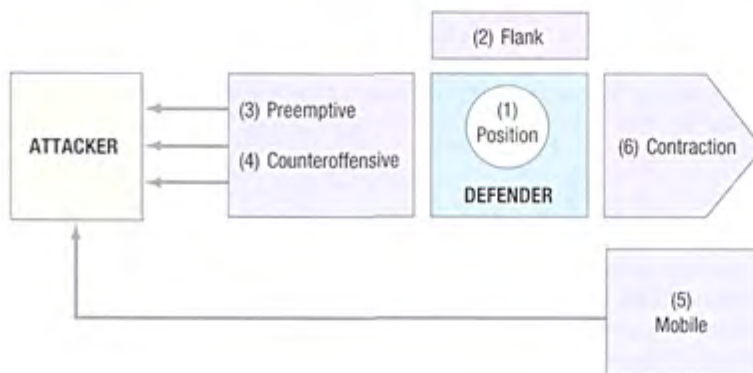 (2) Flank
ATTACKER
(3) Preemptive
(4) Counteroffensive
(1)
Position
DEFENDER
(6) Contraction
(5)
Mobile